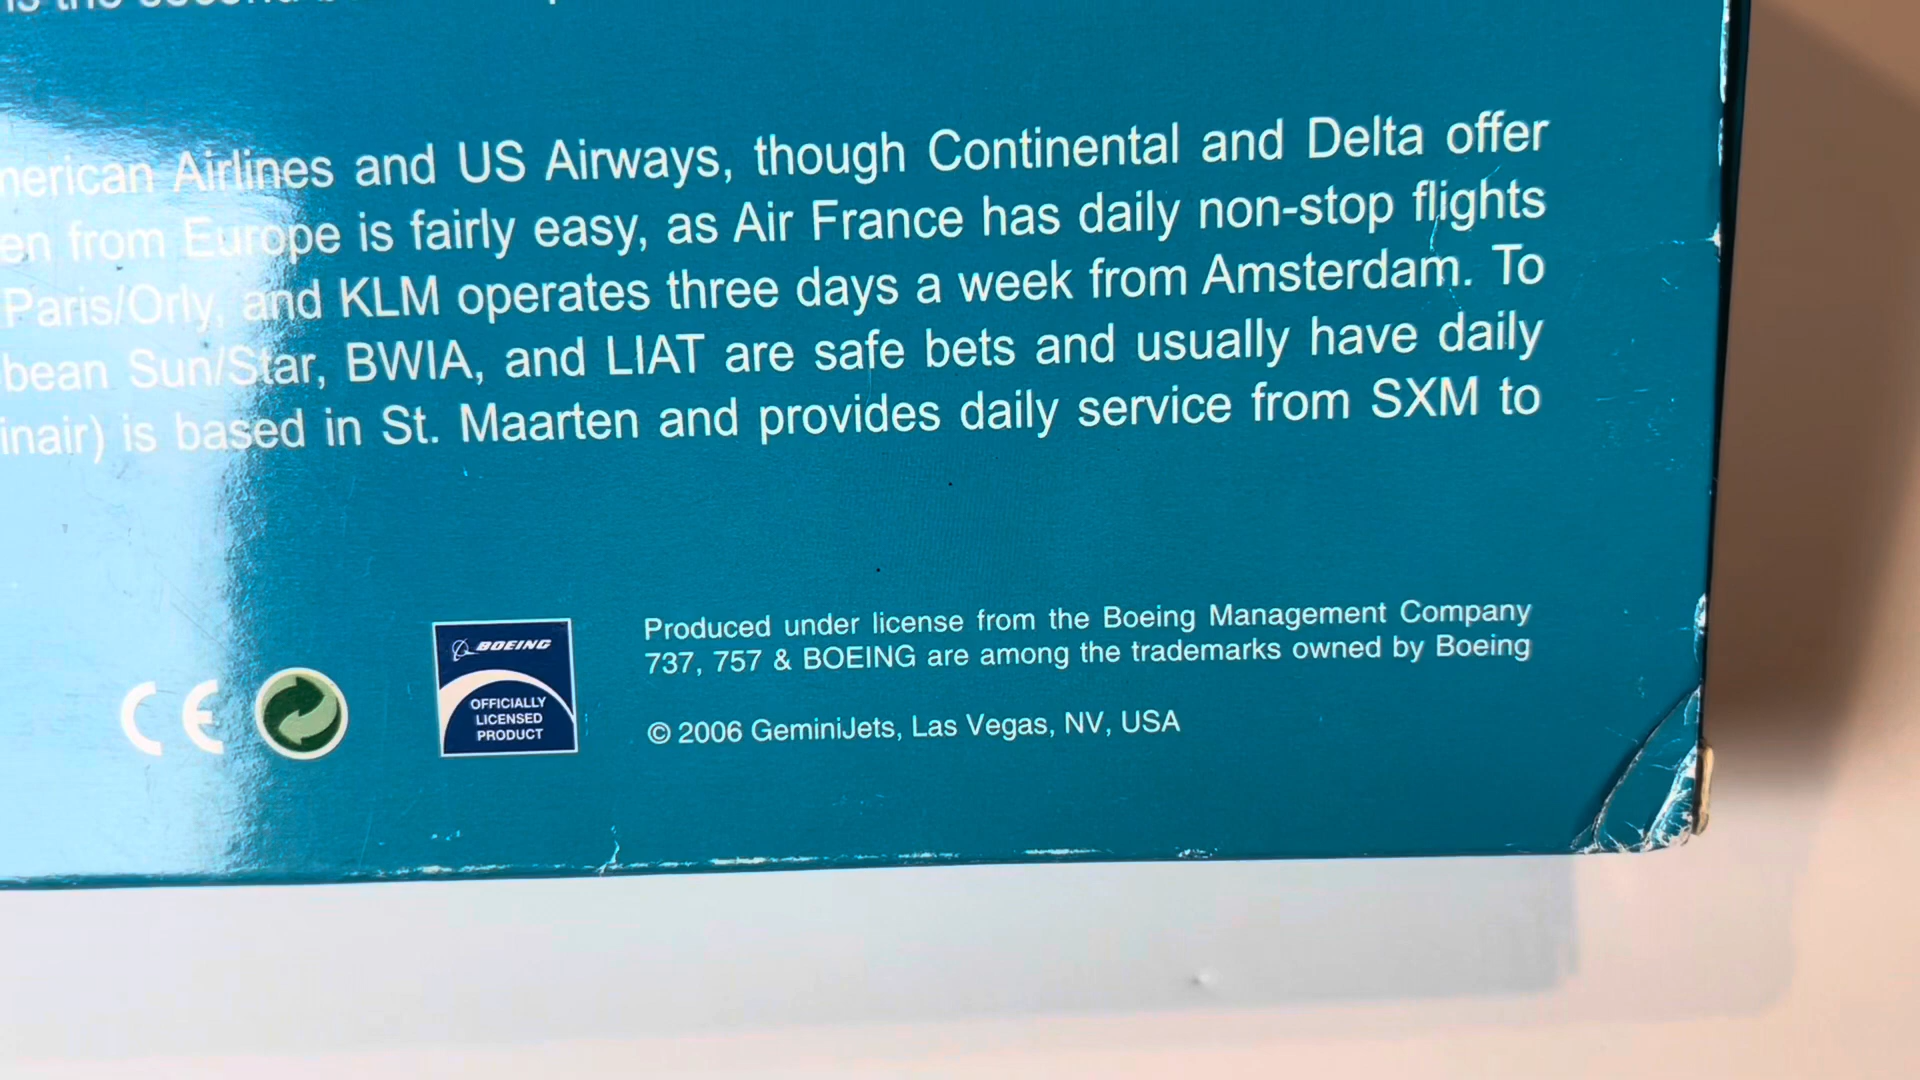 is the second
American Airlines and US Airways, though Continental and Delta offer
en from Europe is fairly easy, as Air France has daily non-stop flights
Paris/Orly, and KLM operates three days a week from Amsterdam. To
bean Sun/Star, BWIA, and LIAT are safe bets and usually have daily
inair) is based in St. Maarten and provides daily service from SXM to
CE
BOEING
OFFICIALLY
LICENSED
PRODUCT
Produced under license from the Boeing Management Company
737, 757 & BOEING are among the trademarks owned by Boeing
© 2006 GeminiJets, Las Vegas, NV, USA